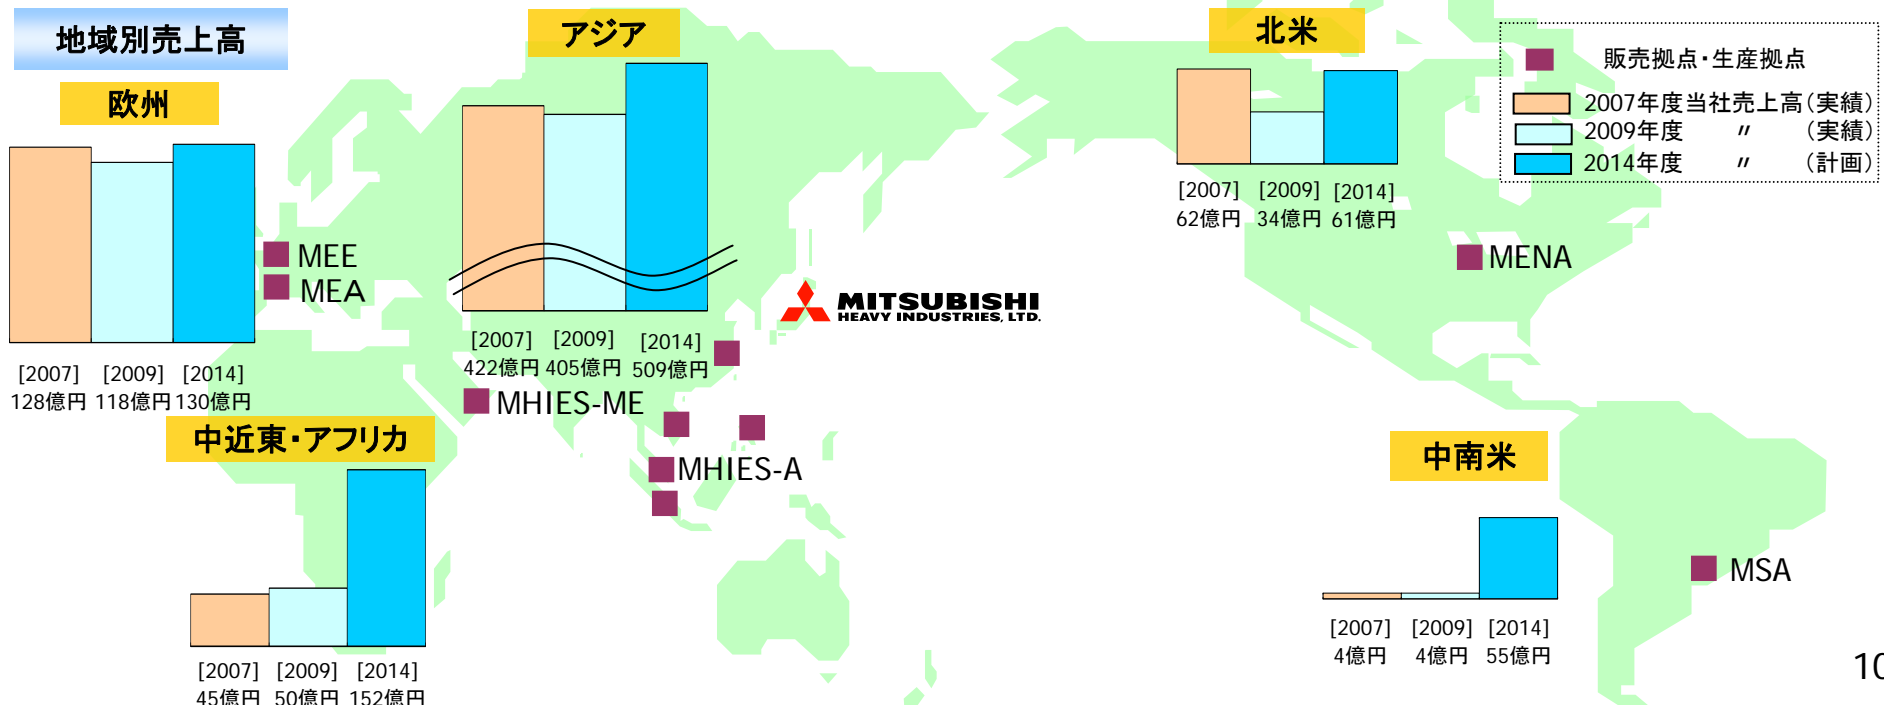 地域別売上高
欧州
[2007] [2009] [2014]
128億円 118億円 130億円
MEE
MEA
アジア
[2007] [2009] [2014]
422億円 405億円 509億円
MITSUBISHI
HEAVY INDUSTRIES, LTD.
北米
[2007] [2009] [2014]
62億円 34億円 61億円
MENA
販売拠点・生産拠点
2007年度当社売上高(実績)
2009年度 〃 (実績)
2014年度 〃 (計画)
MHIES-ME
MHIES-A
中近東・アフリカ
[2007] [2009] [2014]
45億円 50億円 152億円
中南米
[2007] [2009] [2014]
4億円 4億円 55億円
MSA
10